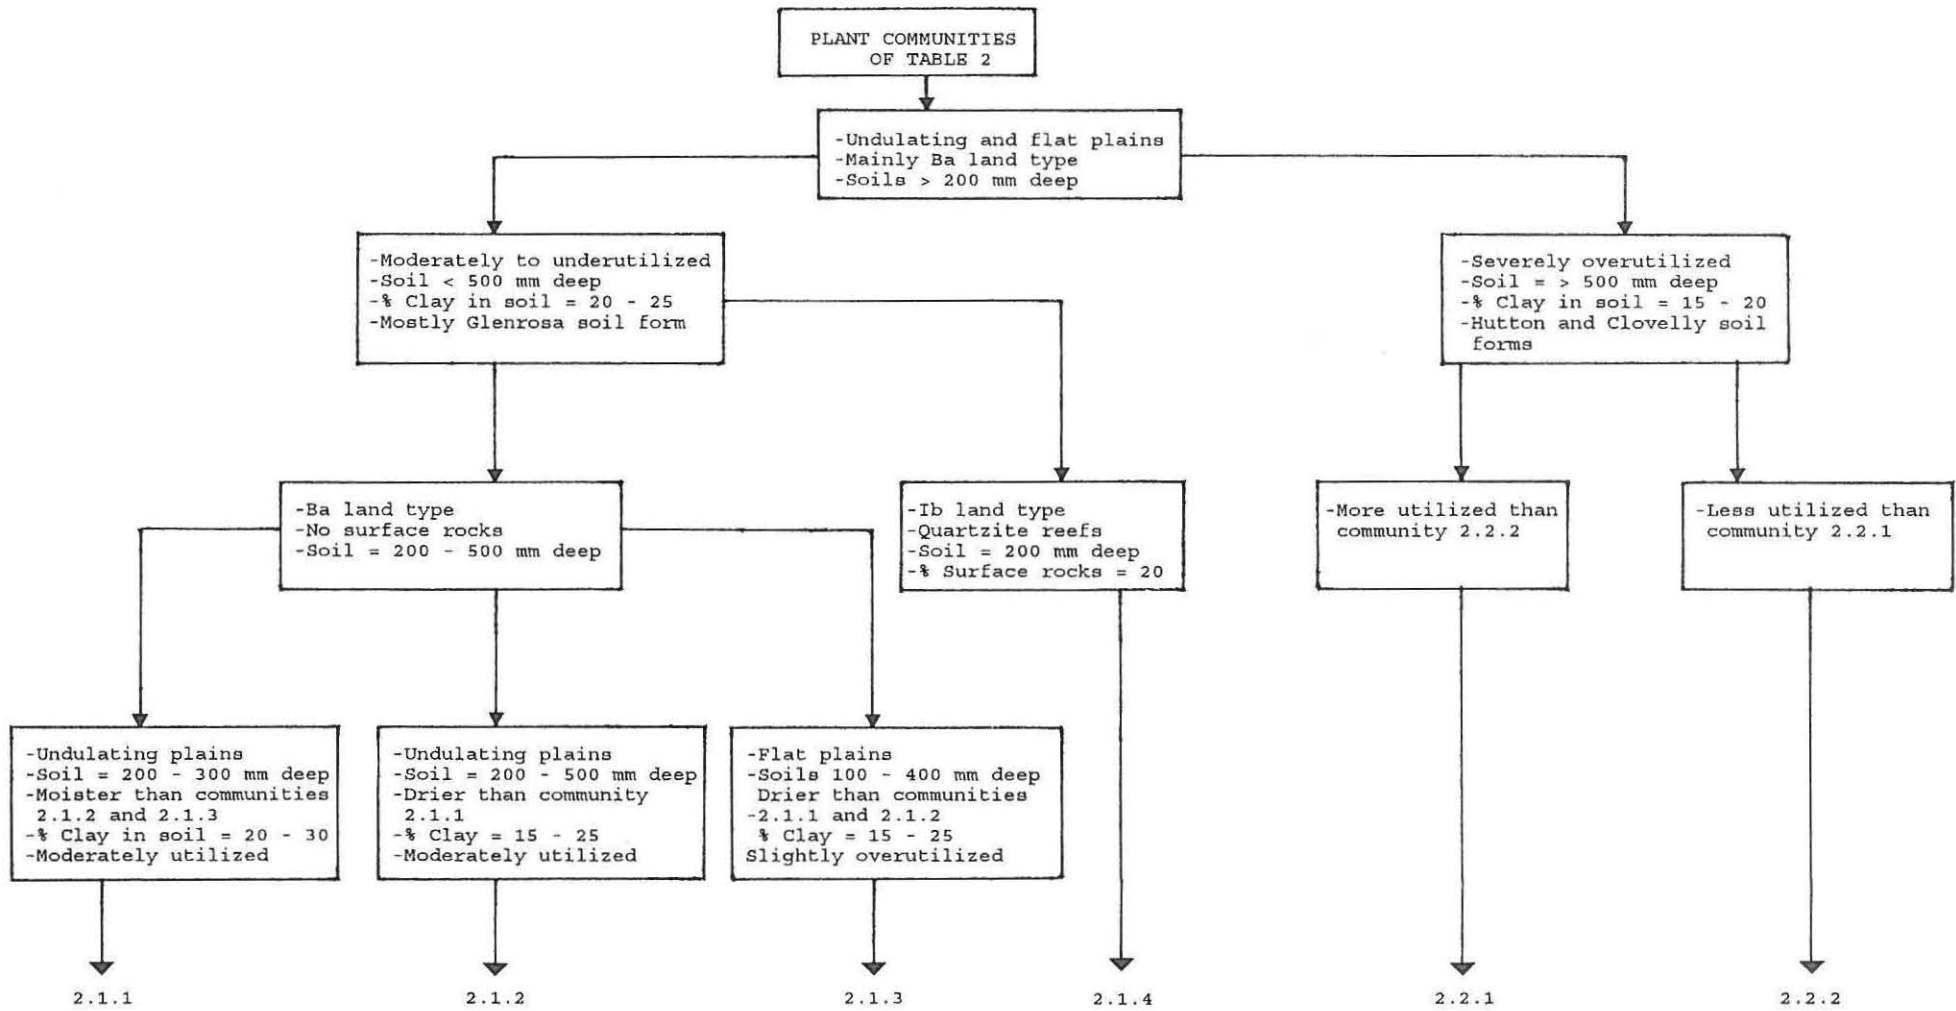 PLANT COMMUNITIES
OF TABLE 2
-Undulating and flat plains
-Mainly Ba land type
-Soils > 200 mm deep
-Moderately to underutilized
-Soil < 500 mm deep
-% Clay in soil = 20 - 25
-Mostly Glenrosa soil form
-Severely overutilized
-Soil = > 500 mm deep
-% Clay in soil = 15 - 20
-Hutton and Clovelly soil
forms
-Ba land type
-No surface rocks
-Soil = 200 - 500 mm deep
-Ib land type
-Quartzite reefs
-Soil = 200 mm deep
-% Surface rocks = 20
-More utilized than
community 2.2.2
-Less utilized than
community 2.2.1
-Undulating plains
-Soil = 200 - 300 mm deep
-Moister than communities
2.1.2 and 2.1.3
-% Clay in soil = 20 - 30
-Moderately utilized
-Undulating plains
-Soil = 200 - 500 mm deep
-Drier than community
2.1.1
-% Clay = 15 - 25
-Moderately utilized
-Flat plains
-Soils 100 - 400 mm deep
Drier than communities
-2.1.1 and 2.1.2
% Clay = 15 - 25
Slightly overutilized
2.1.1
2.1.2
2.1.3
2.1.4
2.2.1
2.2.2